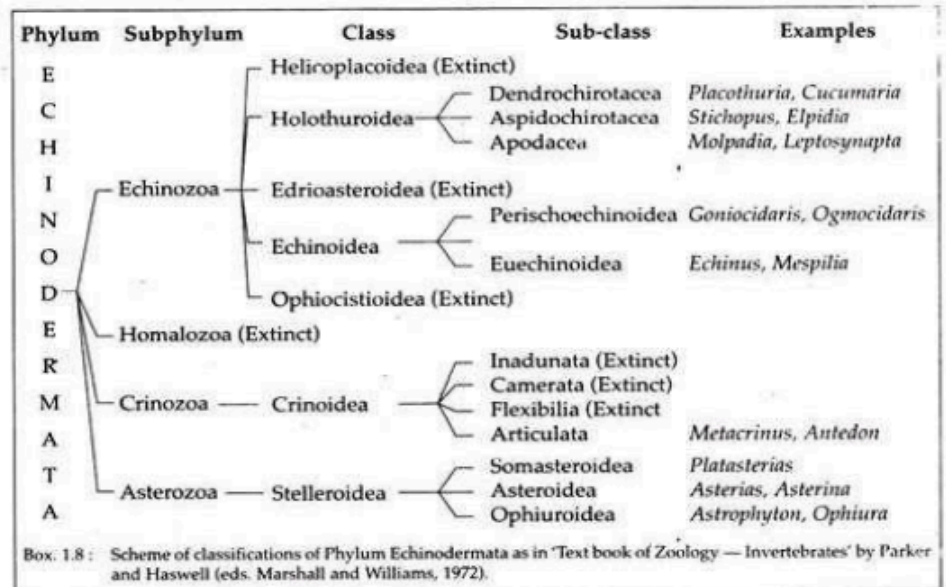 Phylum Subphylum Class Sub-class Examples
E
C
H
I
N
O
D
E
R
M
A
T
A
Helicoplacoidea (Extinct)
Dendrochirotacea Placothuria, Cucumaria
Holothuroidea Aspidochirotacea Stichopus, Elpidia
Apodacea Molpadia, Leptosynapta
Echinozoa Edrioasteroidea (Extinct)
Perischoechinoidea Goniocidaris, Ogmocidaris
Echinoidea
Euechinoidea Echinus, Mespilia
Ophiocistioidea (Extinct)
Homalozoa (Extinct)
Inadunata (Extinct)
Camerata (Extinct)
Crinozoa Crinoidea Flexibilia (Extinct
Articulata Metacrinus, Antedon
Somasteroidea Platasterias
Asterozoa Stelleroidea Asteroidea Asterias, Asterina
Ophiuroidea Astrophyton, Ophiura
Box. 1.8 : Scheme of classifications of Phylum Echinodermata as in 'Text book of Zoology — Invertebrates' by Parker
and Haswell (eds. Marshall and Williams, 1972).